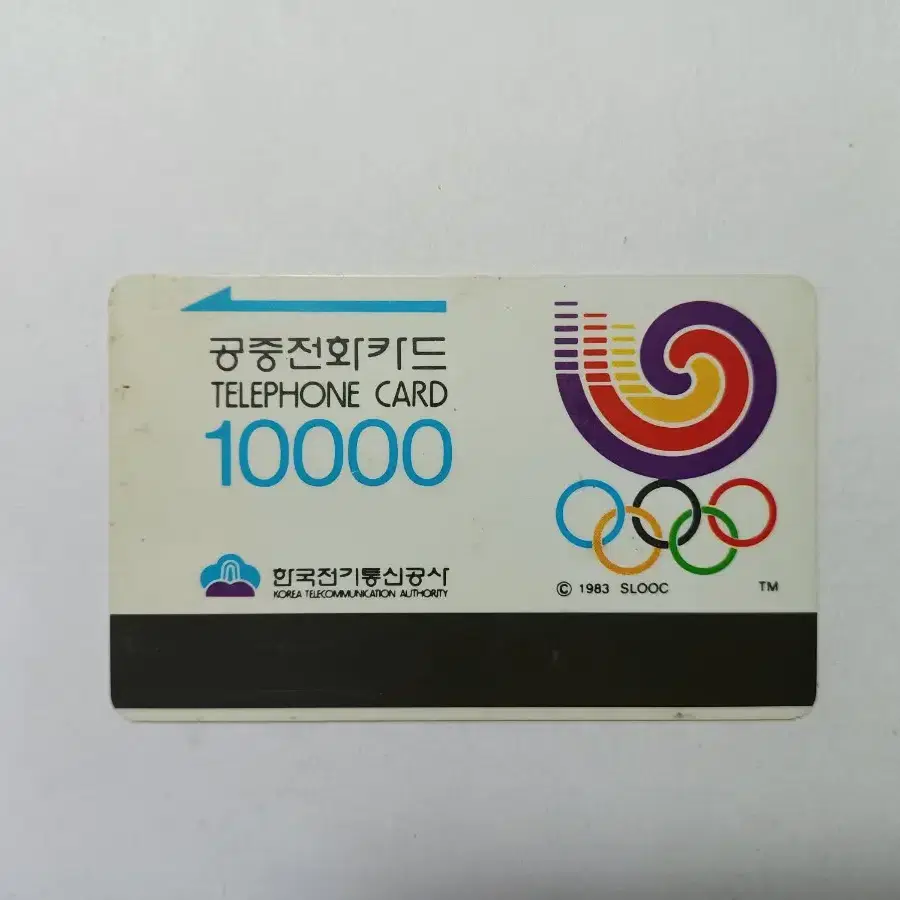 공중전화카드
TELEPHONE CARD
10000
한국전기통신공사
KOREA TELECOMMUNICATION AUTHORITY
© 1983 SLOOC
TM